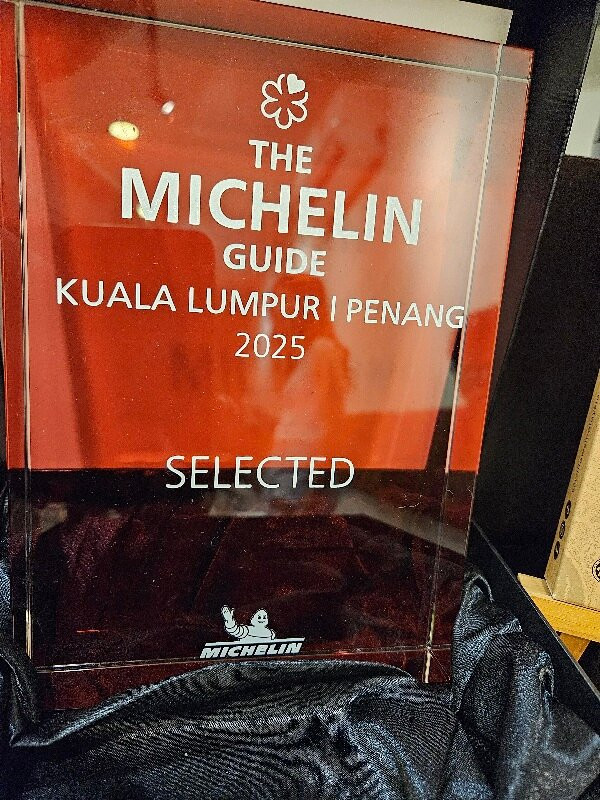 THE
MICHELIN
GUIDE
KUALA LUMPUR | PENANG
2025
SELECTED
MICHELIN